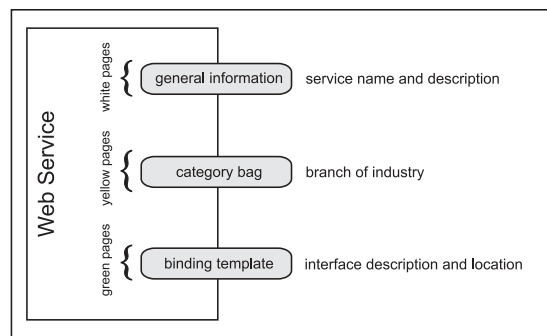 Web Service
white pages
general information
service name and description
yellow pages
category bag
branch of industry
green pages
binding template
interface description and location